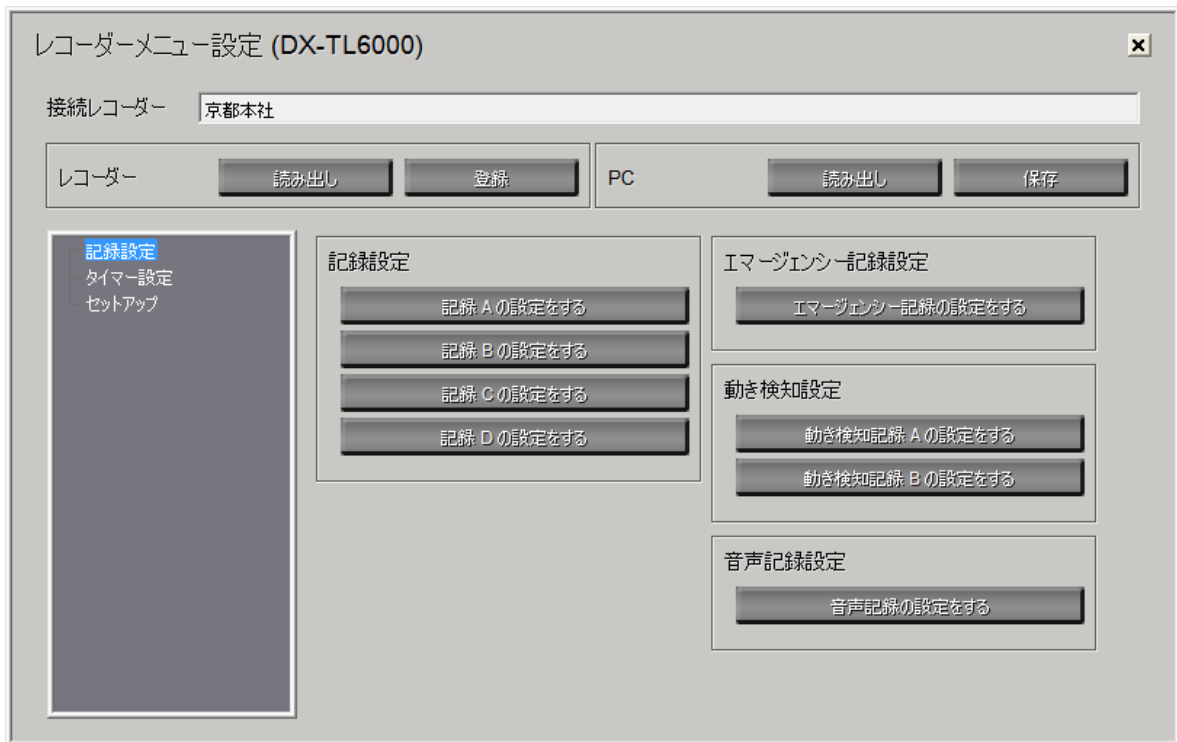 レコーダーメニュー設定 (DX-TL6000)
接続レコーダー 京都本社
レコーダー 読み出し 登録 PC 読み出し 保存
記録設定
タイマー設定
セットアップ
記録設定
記録 A の設定をする
記録 B の設定をする
記録 C の設定をする
記録 D の設定をする
エマージェンシー記録設定
エマージェンシー記録の設定をする
動き検知設定
動き検知記録 A の設定をする
動き検知記録 B の設定をする
音声記録設定
音声記録の設定をする